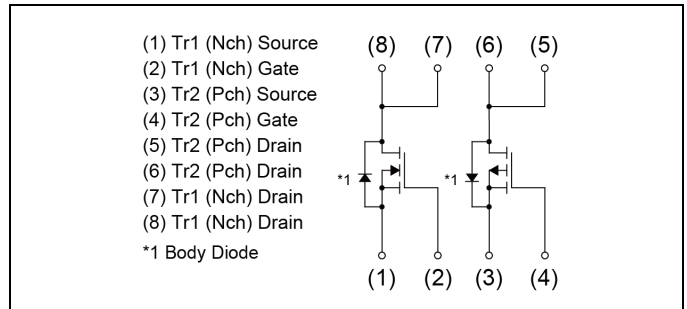 (1) Tr1 (Nch) Source
(2) Tr1 (Nch) Gate
(3) Tr2 (Pch) Source
(4) Tr2 (Pch) Gate
(5) Tr2 (Pch) Drain
(6) Tr2 (Pch) Drain
(7) Tr1 (Nch) Drain
(8) Tr1 (Nch) Drain
*1 Body Diode
(8) (7) (6) (5)
*1 *1
(1) (2) (3) (4)